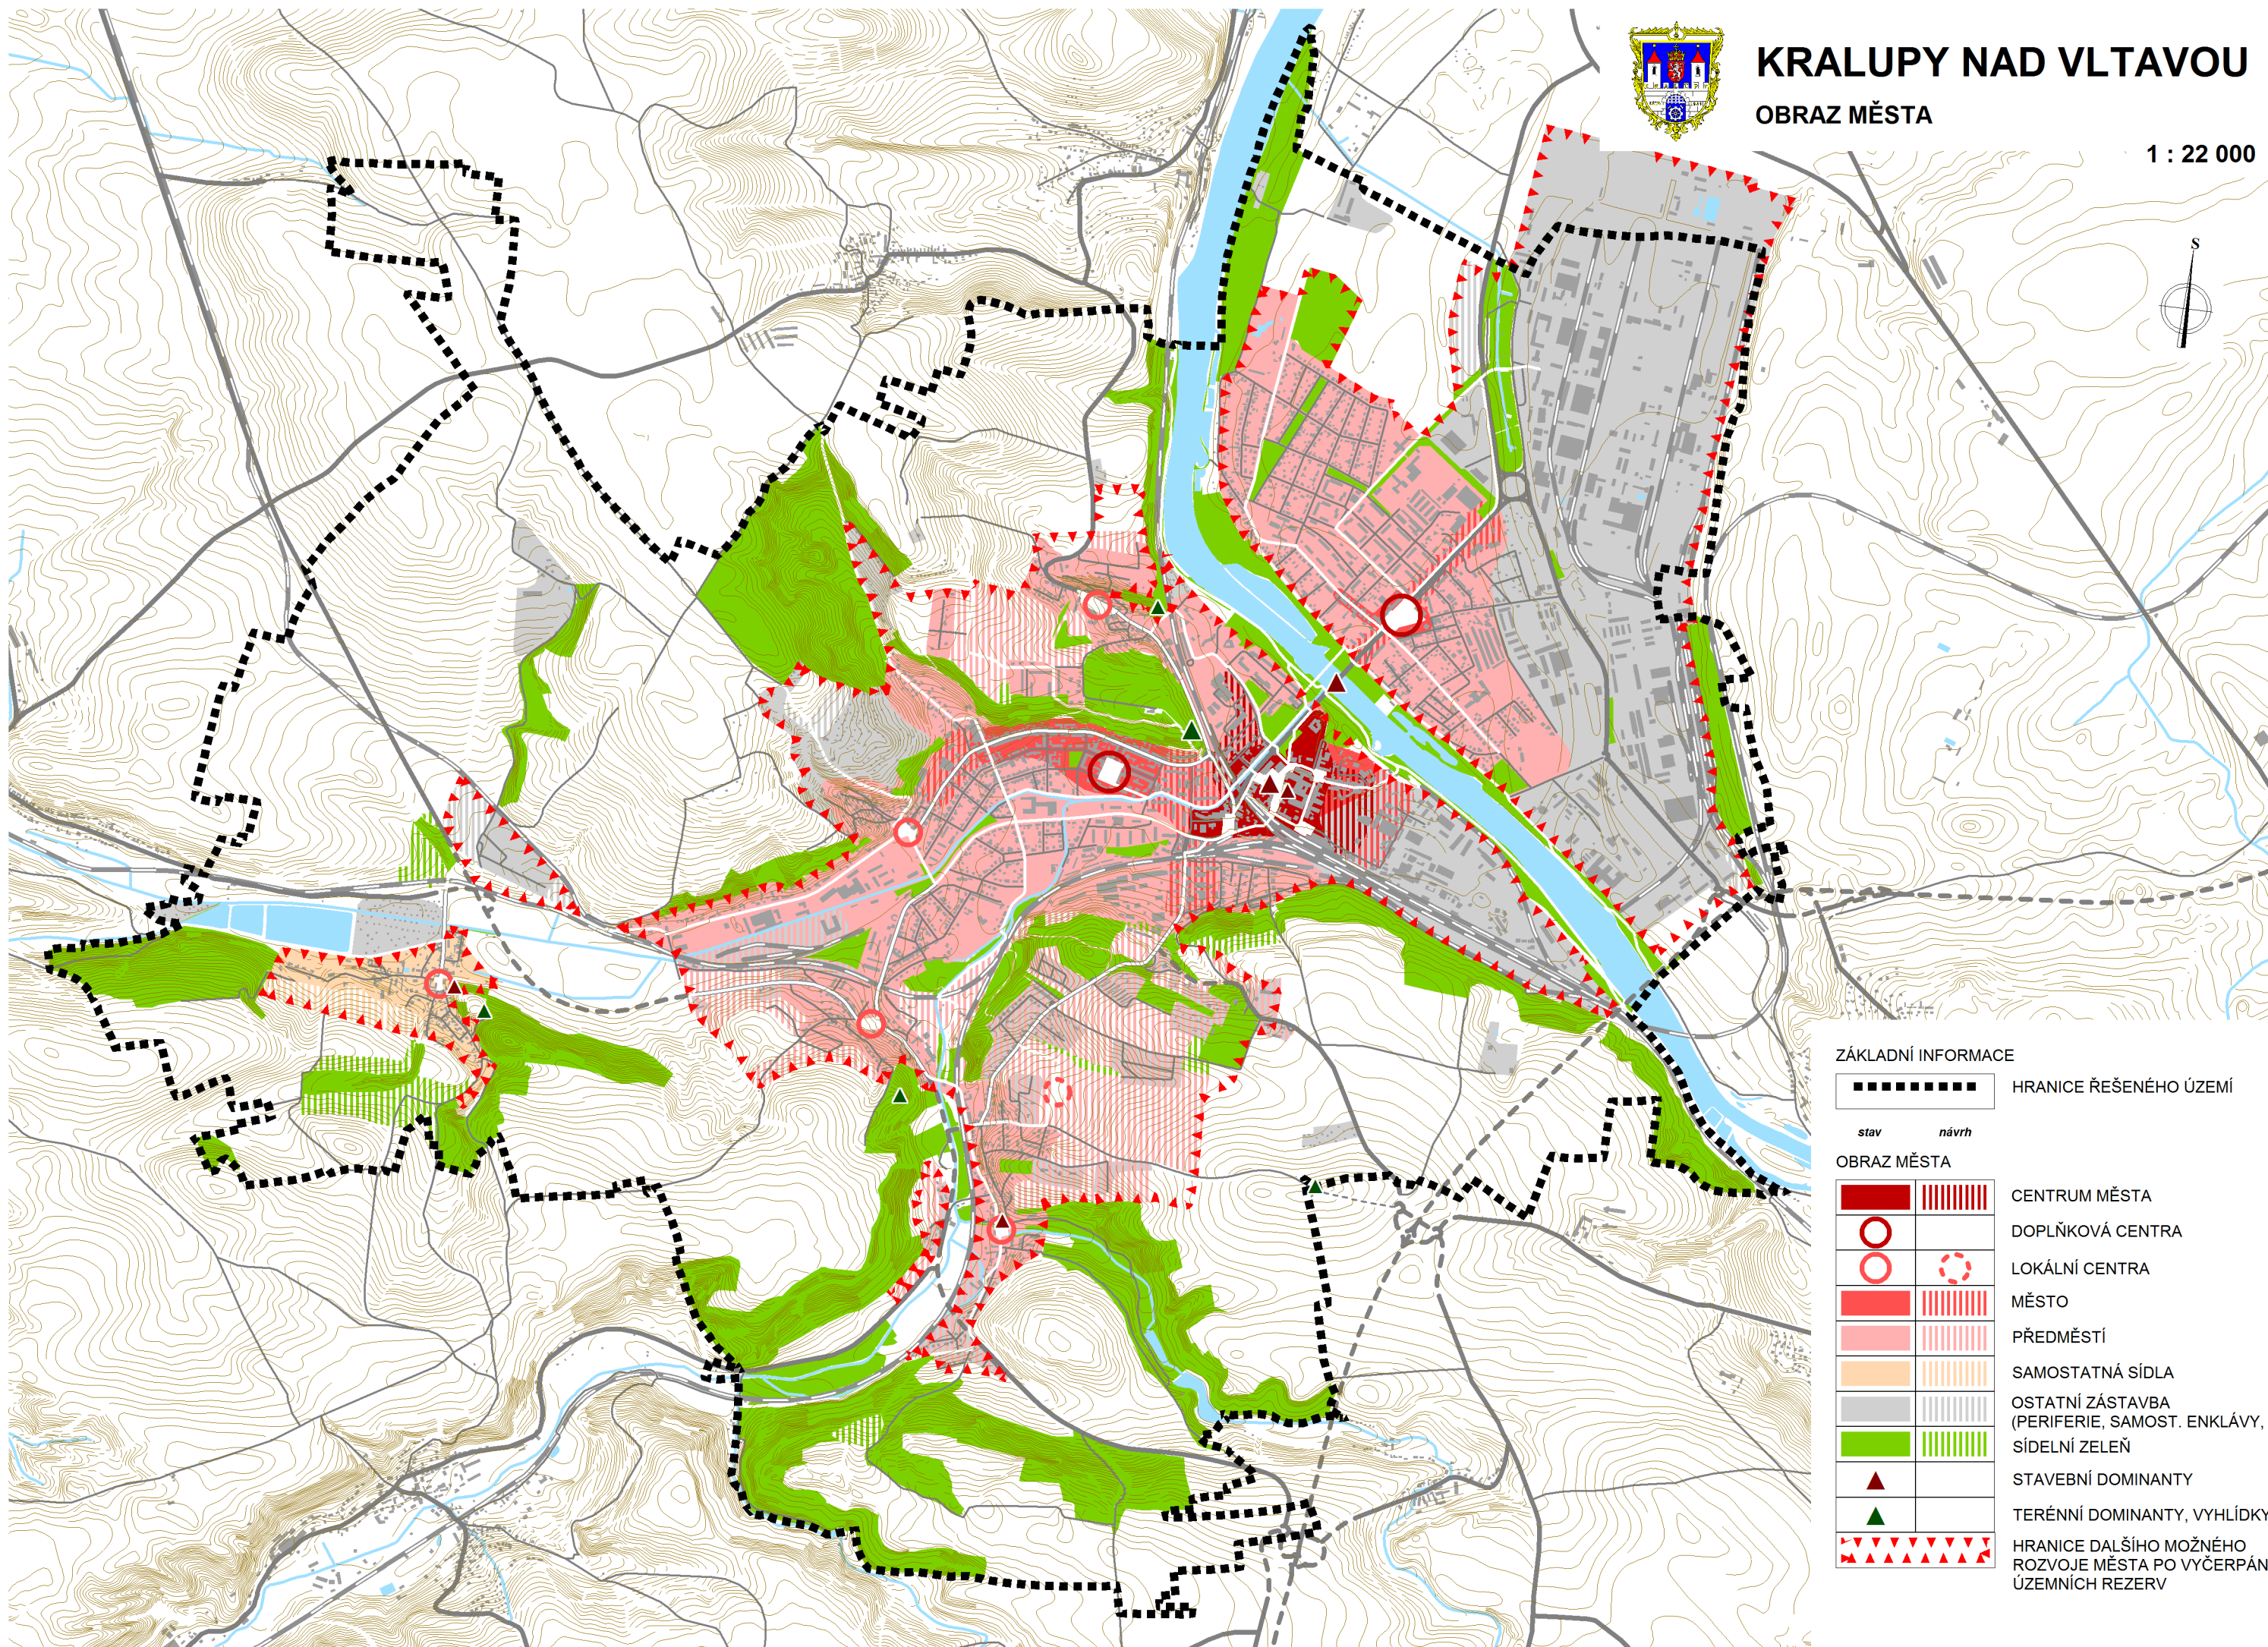 KRALUPY NAD VLTAVOU
OBRAZ MĚSTA
1 : 22 000
S
ZÁKLADNÍ INFORMACE
HRANICE ŘEŠENÉHO ÚZEMÍ
stav návrh
OBRAZ MĚSTA
CENTRUM MĚSTA
DOPLŇKOVÁ CENTRA
LOKÁLNÍ CENTRA
MĚSTO
PŘEDMĚSTÍ
SAMOSTATNÁ SÍDLA
OSTATNÍ ZÁSTAVBA
(PERIFERIE, SAMOST. ENKLÁVY,
SÍDELNÍ ZELEŇ
STAVEBNÍ DOMINANTY
TERÉNNÍ DOMINANTY, VYHLÍDKY
HRANICE DALŠÍHO MOŽNÉHO
ROZVOJE MĚSTA PO VYČERPÁN
ÚZEMNÍCH REZERV